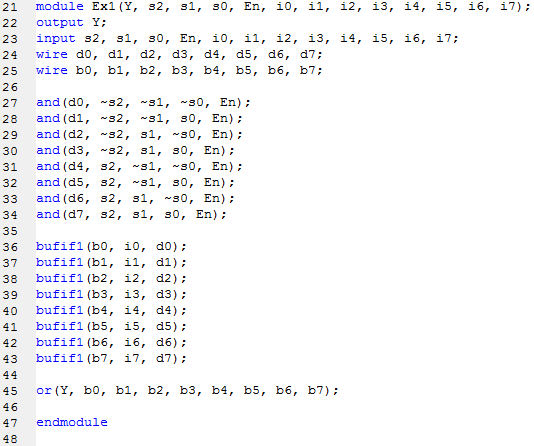 21 module Ex1(Y, s2, s1, s0, En, i0, i1, i2, i3, i4, i5, i6, i7);
22 output Y;
23 input s2, s1, s0, En, i0, i1, i2, i3, i4, i5, i6, i7;
24 wire d0, d1, d2, d3, d4, d5, d6, d7;
25 wire b0, b1, b2, b3, b4, b5, b6, b7;
26
27 and(d0, ~s2, ~s1, ~s0, En);
28 and(d1, ~s2, ~s1, s0, En);
29 and(d2, ~s2, s1, ~s0, En);
30 and(d3, ~s2, s1, s0, En);
31 and(d4, s2, ~s1, ~s0, En);
32 and(d5, s2, ~s1, s0, En);
33 and(d6, s2, s1, ~s0, En);
34 and(d7, s2, s1, s0, En);
35
36 bufif1(b0, i0, d0);
37 bufif1(b1, i1, d1);
38 bufif1(b2, i2, d2);
39 bufif1(b3, i3, d3);
40 bufif1(b4, i4, d4);
41 bufif1(b5, i5, d5);
42 bufif1(b6, i6, d6);
43 bufif1(b7, i7, d7);
44
45 or(Y, b0, b1, b2, b3, b4, b5, b6, b7);
46
47 endmodule
48